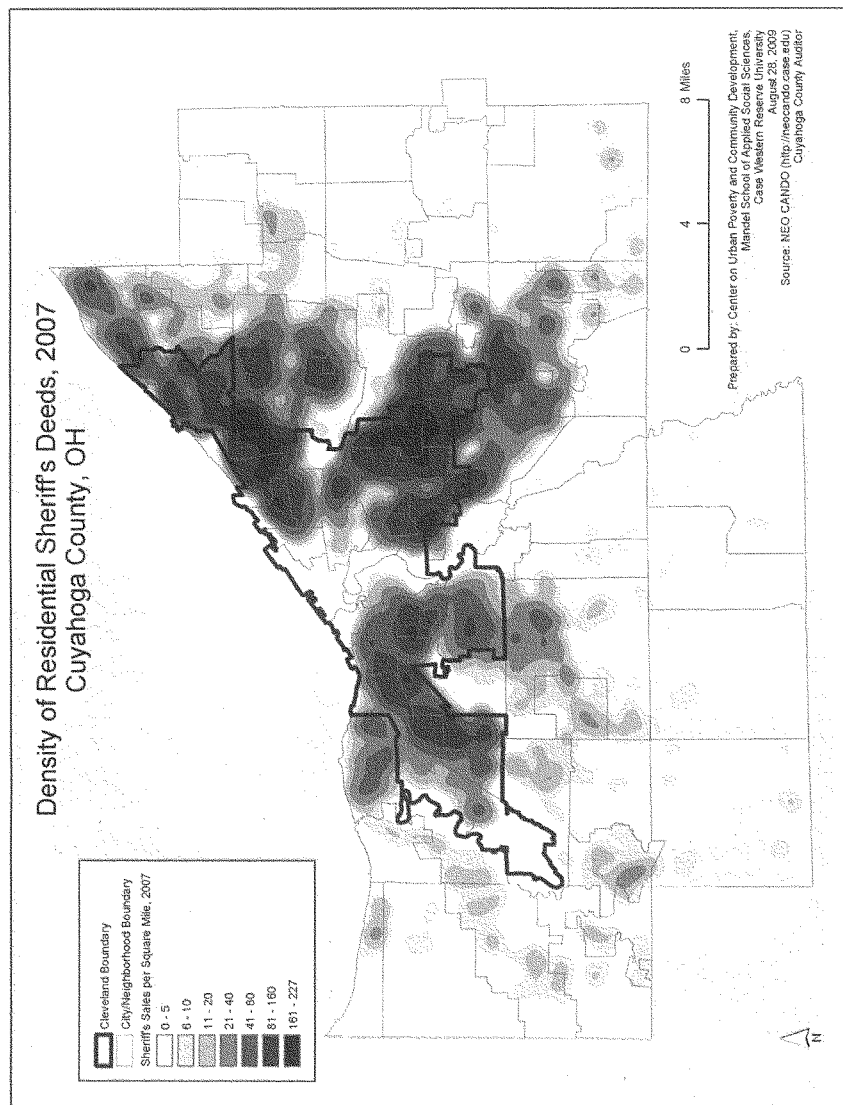 Density of Residential Sheriff's Deeds, 2007
Cuyahoga County, OH
Cleveland Boundary
City/Neighborhood Boundary
Sheriff's Sales per Square Mile, 2007
0 - 5
6 - 10
11 - 20
21 - 40
41 - 80
81 - 160
161 - 227
N
0 4 8 Miles
Prepared by: Center on Urban Poverty and Community Development,
Mandel School of Applied Social Sciences,
Case Western Reserve University
August 28, 2009
Source: NEO CANDO (http://neocando.case.edu)
Cuyahoga County Auditor